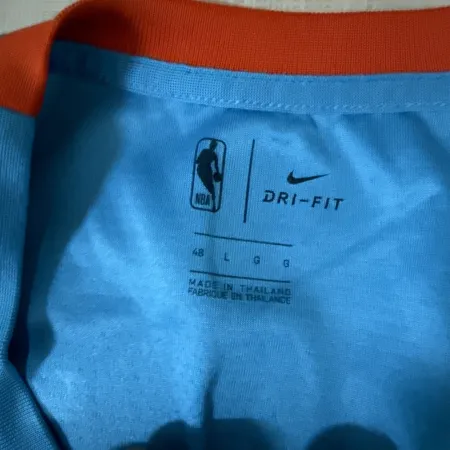 NBA
DRI-FIT
48 L G G
MADE IN THAILAND
FABRIQUÉ EN THAILANDE